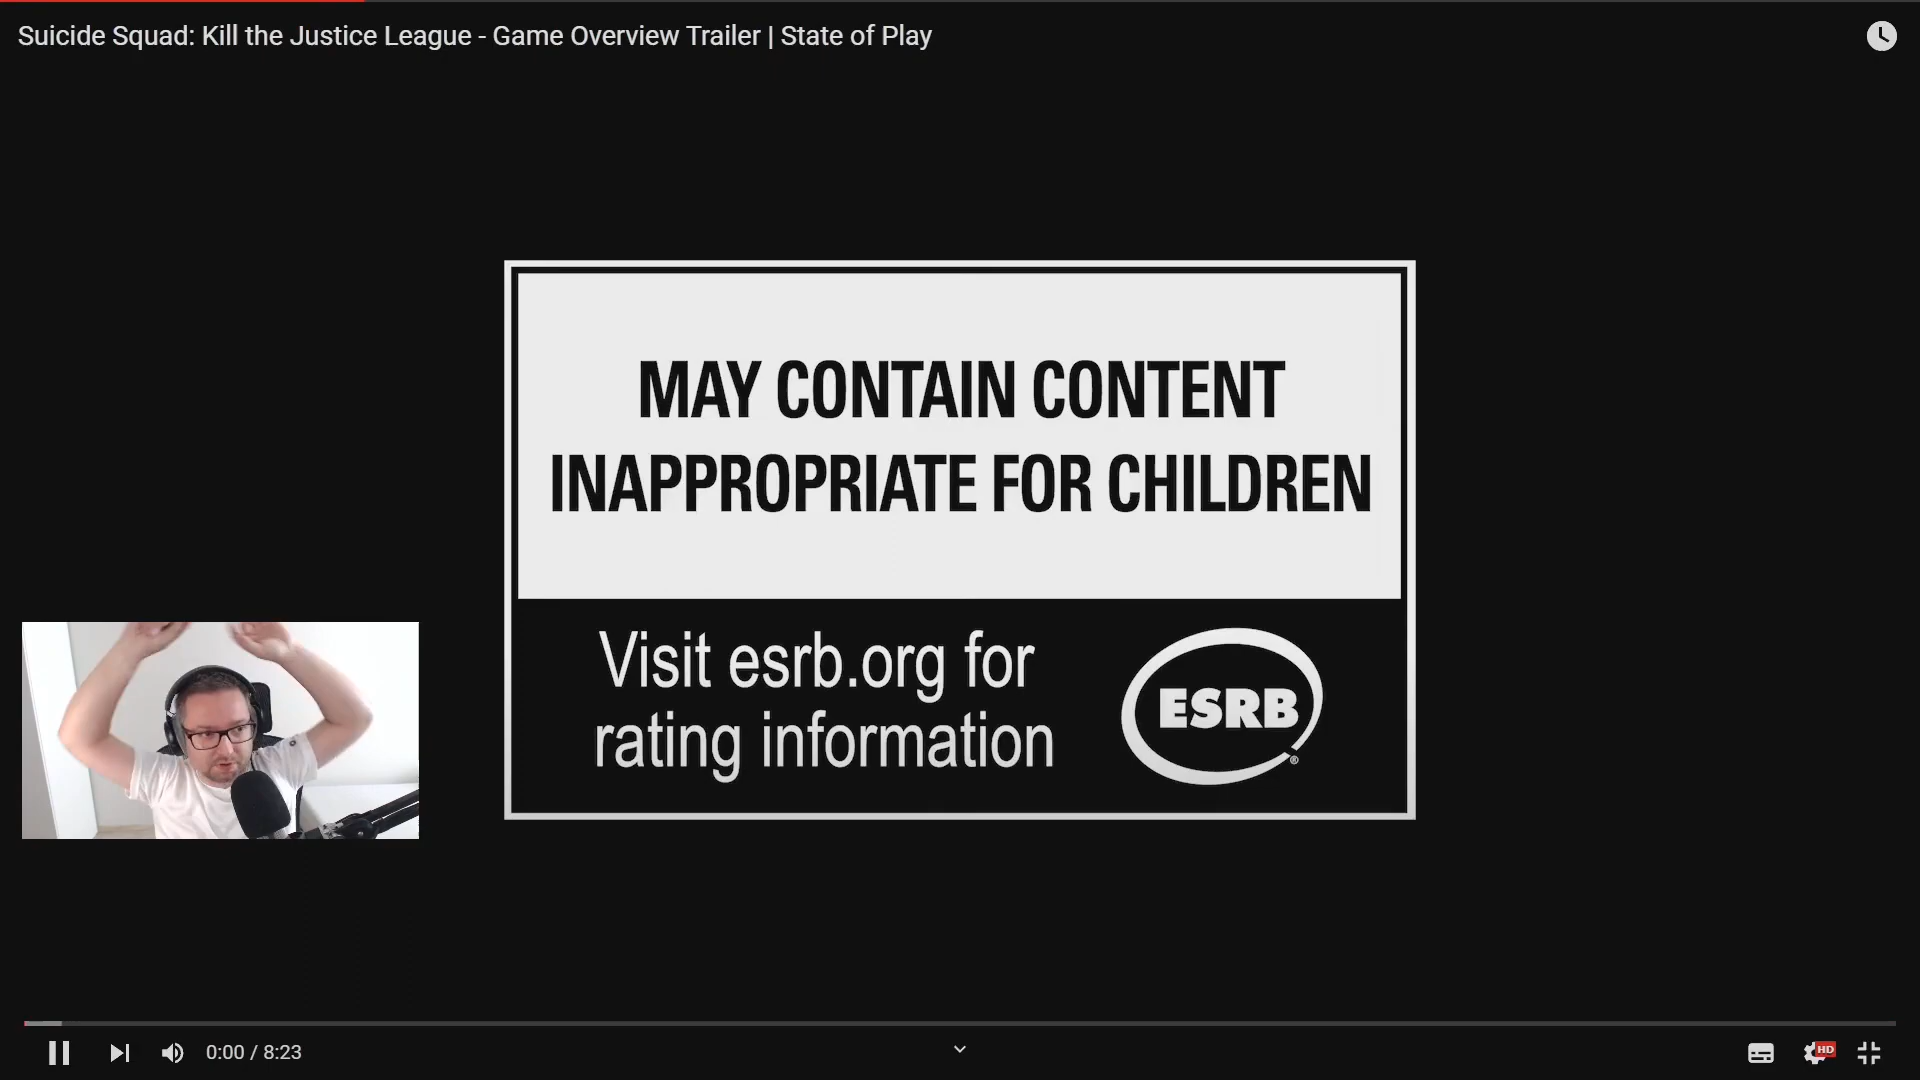 Suicide Squad: Kill the Justice League - Game Overview Trailer | State of Play
MAY CONTAIN CONTENT
INAPPROPRIATE FOR CHILDREN
Visit esrb.org for
rating information
ESRB
®
0:00 / 8:23
HD